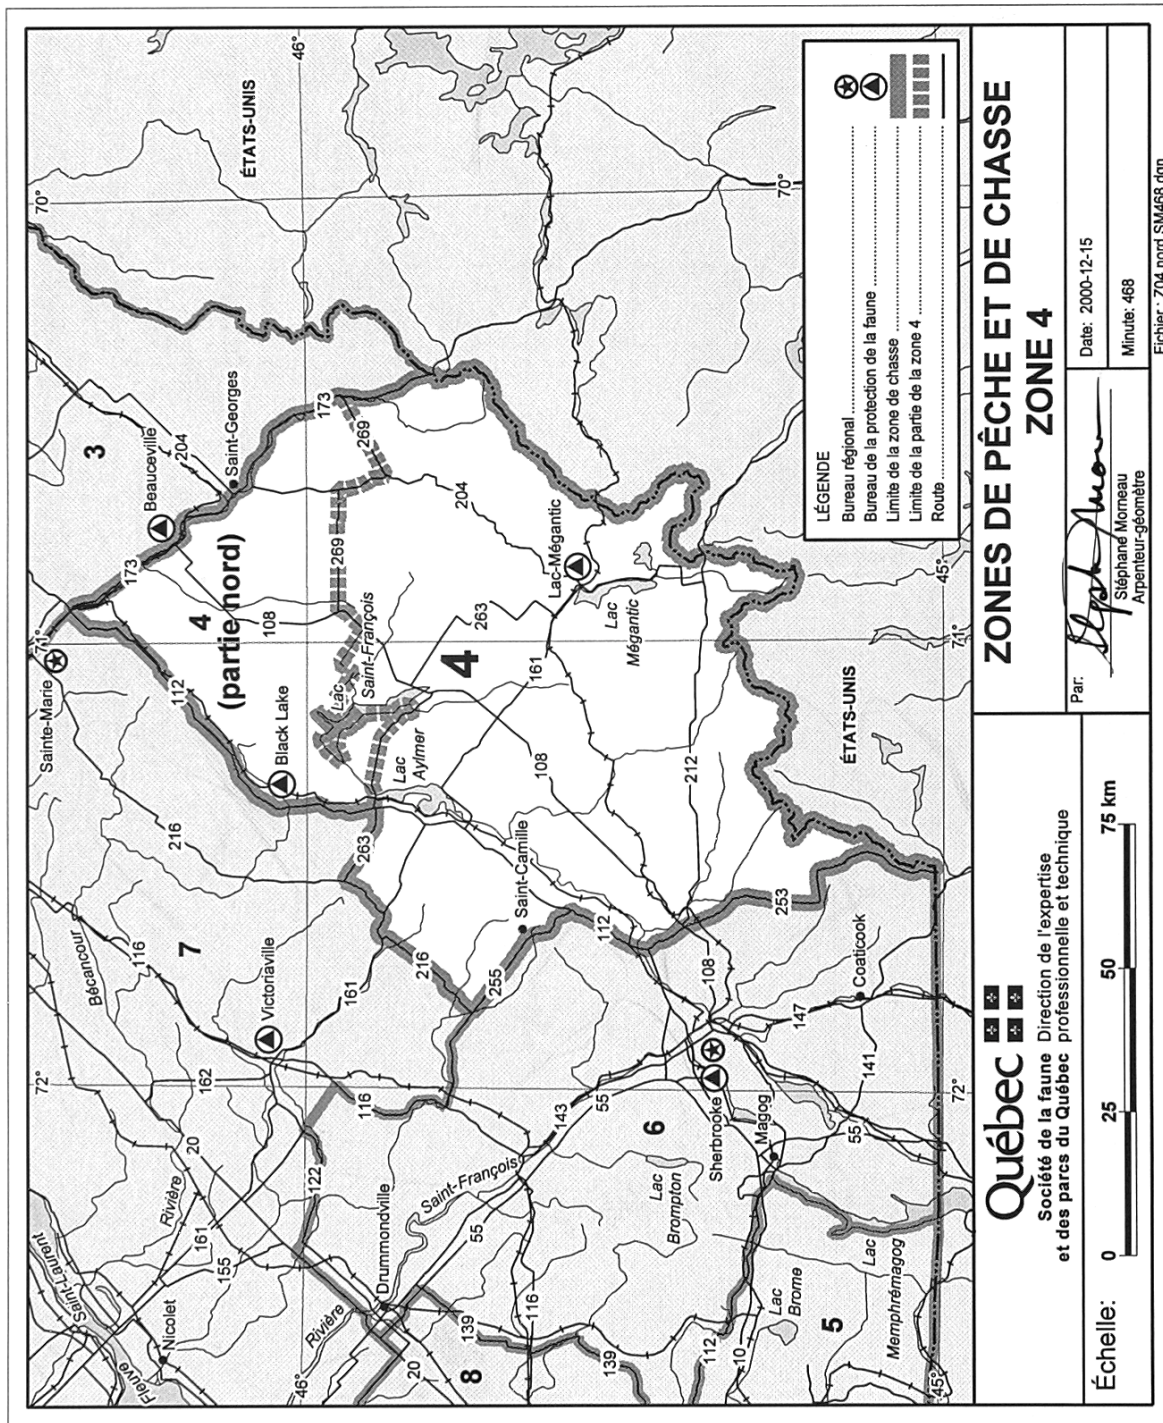 ÉTATS-UNIS
46°
70°
3
204
Beauceville
Saint-Georges
173
173
269
4
(partie nord)
108
269
204
71°
Sainte-Marie
112
Black Lake
Lac
Saint-François
263
4
Lac-Mégantic
Lac
Mégantic
161
Lac
Aylmer
108
212
216
263
Saint-Camille
112
253
ÉTATS-UNIS
45°
71°
70°
Bécancour
116
7
Victoriaville
161
216
255
108
147
Coaticook
141
72°
162
116
143
55
Sherbrooke
Magog
55
72°
6
20
Rivière
161
155
122
Drummondville
Saint-François
55
Lac
Brompton
Fleuve
Saint-Laurent
Nicolet
Rivière
46°
20
139
8
116
139
112
10
Lac
Brome
5
Lac
Memphrémagog
45°
LÉGENDE
Bureau régional
Bureau de la protection de la faune
Limite de la zone de chasse
Limite de la partie de la zone 4
Route
ZONES DE PÊCHE ET DE CHASSE
ZONE 4
Par:
Stéphane Morneau
Arpenteur-géomètre
Date: 2000-12-15
Minute: 468
Fichier : Z04 nord SM468.dgn
Québec
Société de la faune
et des parcs du Québec
Direction de l'expertise
professionnelle et technique
Échelle:
0 25 50 75 km